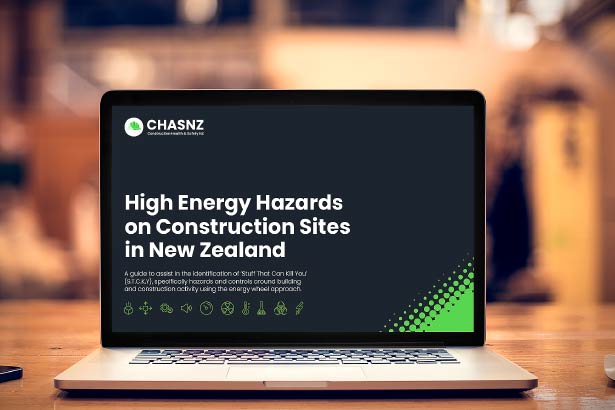 CHASNZ
Construction Health & Safety NZ
High Energy Hazards
on Construction Sites
in New Zealand
A guide to assist in the identification of 'Stuff That Can Kill You'
(S.T.C.K.Y), specifically hazards and controls around building
and construction activity using the energy wheel approach.